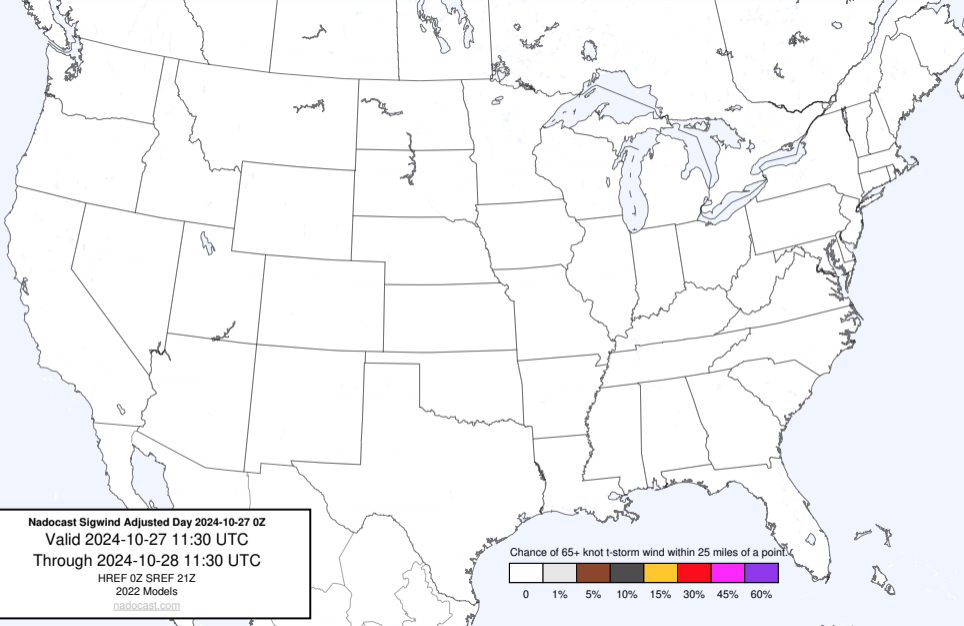 Nadocast Sigwind Adjusted Day 2024-10-27 0Z
Valid 2024-10-27 11:30 UTC
Through 2024-10-28 11:30 UTC
HREF 0Z SREF 21Z
2022 Models
nadocast.com
Chance of 65+ knot t-storm wind within 25 miles of a point.
0 1% 5% 10% 15% 30% 45% 60%